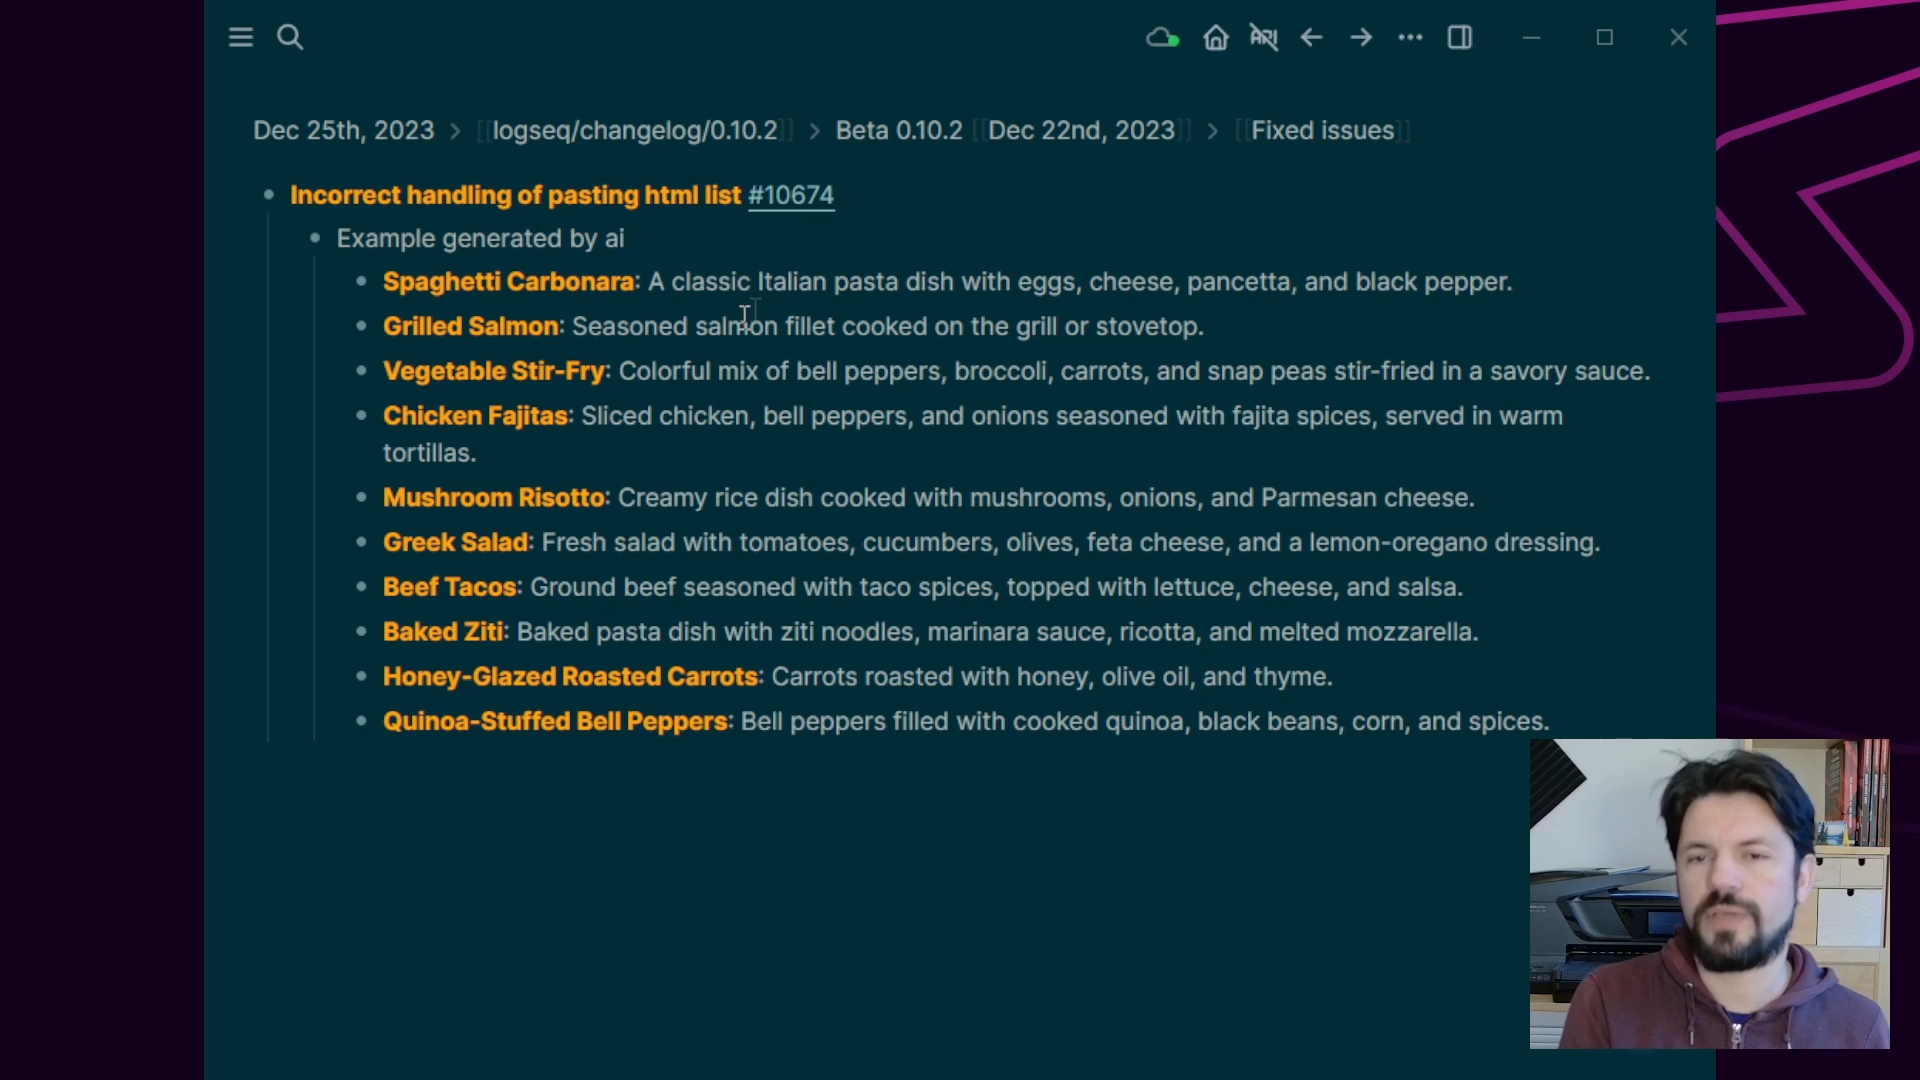 API
Dec 25th, 2023 > [[logseq/changelog/0.10.2]] > Beta 0.10.2 [[Dec 22nd, 2023]] > [[Fixed issues]]
Incorrect handling of pasting html list #10674
Example generated by ai
Spaghetti Carbonara: A classic Italian pasta dish with eggs, cheese, pancetta, and black pepper.
Grilled Salmon: Seasoned salmon fillet cooked on the grill or stovetop.
Vegetable Stir-Fry: Colorful mix of bell peppers, broccoli, carrots, and snap peas stir-fried in a savory sauce.
Chicken Fajitas: Sliced chicken, bell peppers, and onions seasoned with fajita spices, served in warm
tortillas.
Mushroom Risotto: Creamy rice dish cooked with mushrooms, onions, and Parmesan cheese.
Greek Salad: Fresh salad with tomatoes, cucumbers, olives, feta cheese, and a lemon-oregano dressing.
Beef Tacos: Ground beef seasoned with taco spices, topped with lettuce, cheese, and salsa.
Baked Ziti: Baked pasta dish with ziti noodles, marinara sauce, ricotta, and melted mozzarella.
Honey-Glazed Roasted Carrots: Carrots roasted with honey, olive oil, and thyme.
Quinoa-Stuffed Bell Peppers: Bell peppers filled with cooked quinoa, black beans, corn, and spices.